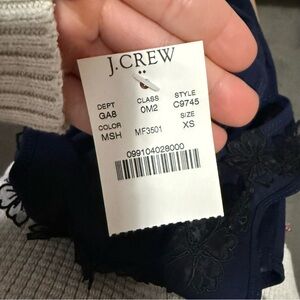 J.CREW
DEPT CLASS STYLE
GA8 0M2 C9745
COLOR SIZE
MSH MF3501 XS
099104028000